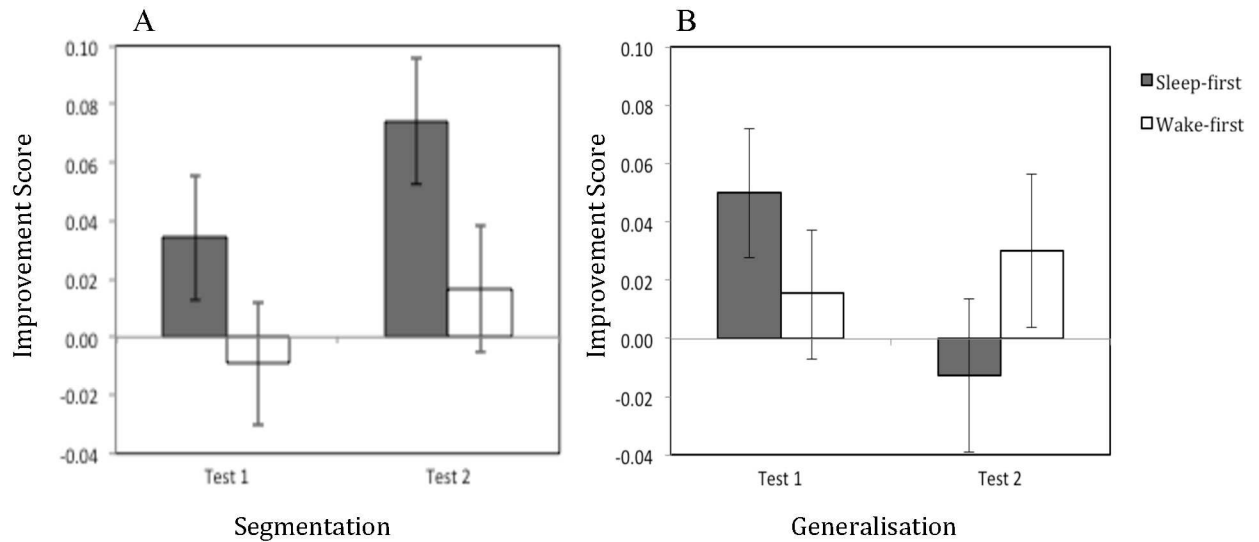 A
B
Improvement Score
0.10
0.08
0.06
0.04
0.02
0.00
-0.02
-0.04
Test 1
Test 2
Segmentation
Improvement Score
0.10
0.08
0.06
0.04
0.02
0.00
-0.02
-0.04
Test 1
Test 2
Generalisation
Sleep-first
Wake-first